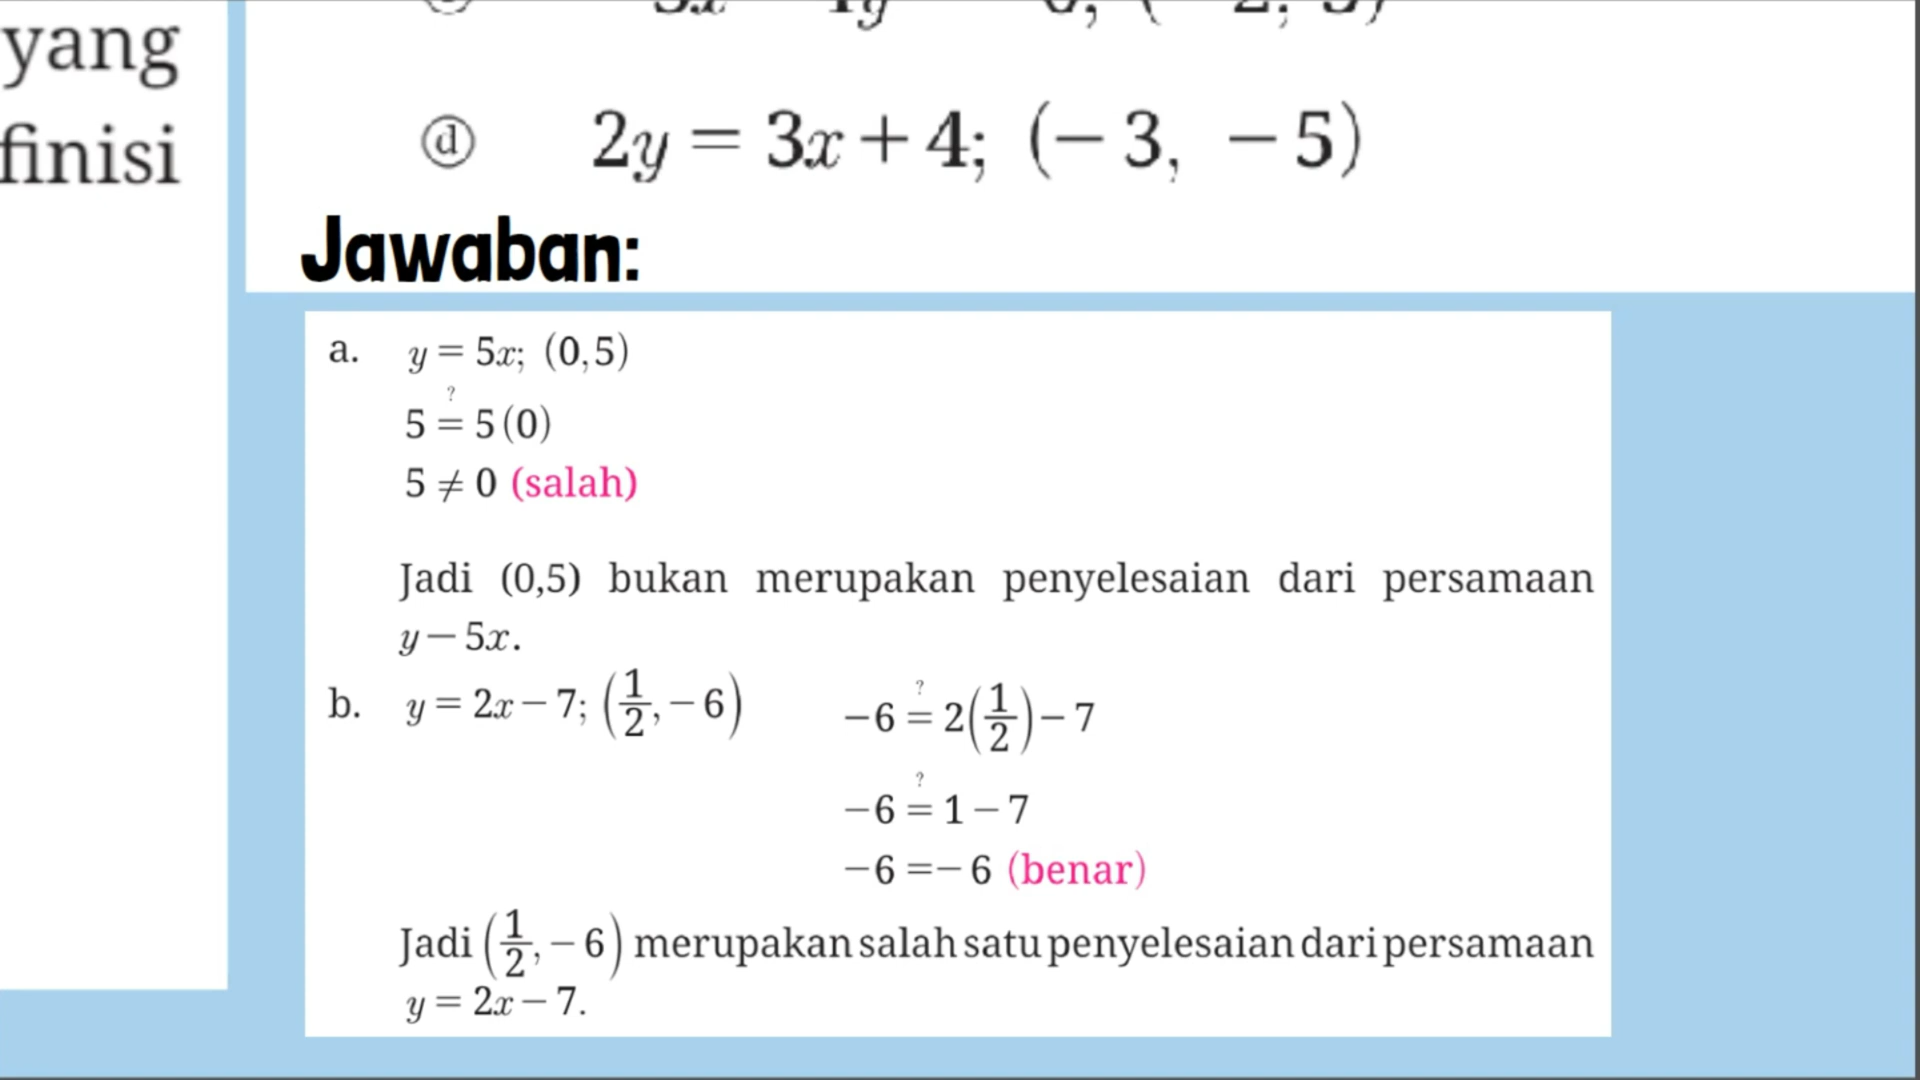 yang
finisi
ⓓ 2y = 3x + 4; (− 3, − 5)
Jawaban:
a. y = 5x; (0,5)
5 ≟ 5(0)
5 ≠ 0 (salah)
Jadi (0,5) bukan merupakan penyelesaian dari persamaan
y − 5x.
b. y = 2x − 7; (1/2, − 6) −6 ≟ 2(1/2) − 7
−6 ≟ 1 − 7
−6 =− 6 (benar)
Jadi (1/2, − 6) merupakan salah satu penyelesaian dari persamaan
y = 2x − 7.